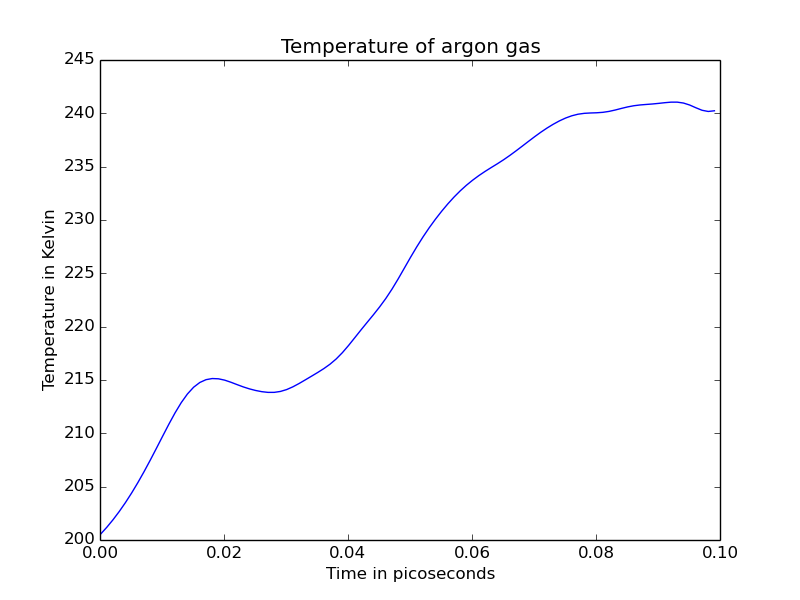 Temperature of argon gas
245
240
235
230
225
220
215
210
205
200
Temperature in Kelvin
0.00 0.02 0.04 0.06 0.08 0.10
Time in picoseconds